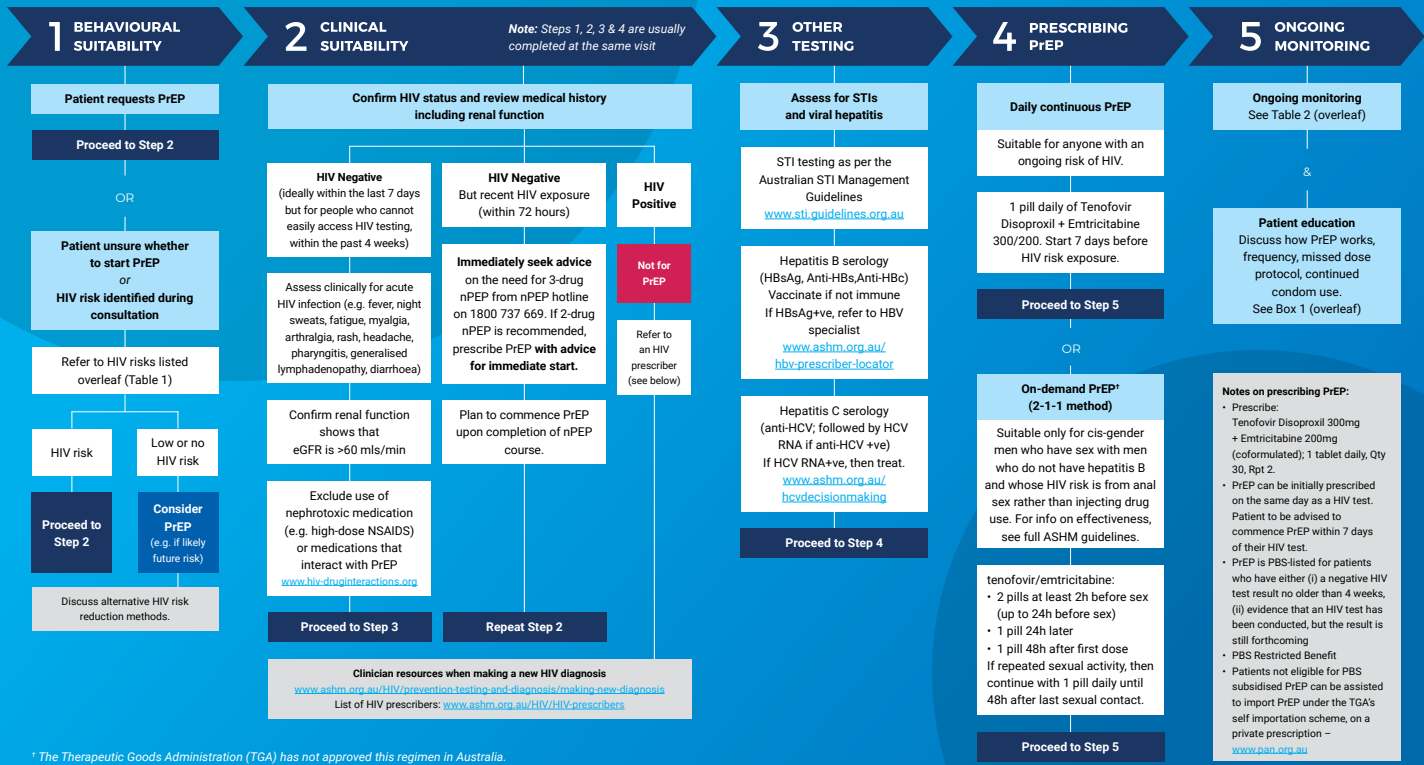 1 BEHAVIOURAL
SUITABILITY
Patient requests PrEP
Proceed to Step 2
OR
Patient unsure whether
to start PrEP
or
HIV risk identified during
consultation
Refer to HIV risks listed
overleaf (Table 1)
HIV risk
Low or no
HIV risk
Proceed to
Step 2
Consider
PrEP
(e.g. if likely
future risk)
Discuss alternative HIV risk
reduction methods.
2 CLINICAL
SUITABILITY
Note: Steps 1, 2, 3 & 4 are usually
completed at the same visit
Confirm HIV status and review medical history
including renal function
HIV Negative
(ideally within the last 7 days
but for people who cannot
easily access HIV testing,
within the past 4 weeks)
Assess clinically for acute
HIV infection (e.g. fever, night
sweats, fatigue, myalgia,
arthralgia, rash, headache,
pharyngitis, generalised
lymphadenopathy, diarrhoea)
Confirm renal function
shows that
eGFR is >60 mls/min
Exclude use of
nephrotoxic medication
(e.g. high-dose NSAIDS)
or medications that
interact with PrEP
www.hiv-druginteractions.org
Proceed to Step 3
HIV Negative
But recent HIV exposure
(within 72 hours)
Immediately seek advice
on the need for 3-drug
nPEP from nPEP hotline
on 1800 737 669. If 2-drug
nPEP is recommended,
prescribe PrEP with advice
for immediate start.
Plan to commence PrEP
upon completion of nPEP
course.
Repeat Step 2
HIV
Positive
Not for
PrEP
Refer to
an HIV
prescriber
(see below)
Clinician resources when making a new HIV diagnosis
www.ashm.org.au/HIV/prevention-testing-and-diagnosis/making-new-diagnosis
List of HIV prescribers: www.ashm.org.au/HIV/HIV-prescribers
3 OTHER
TESTING
Assess for STIs
and viral hepatitis
STI testing as per the
Australian STI Management
Guidelines
www.sti.guidelines.org.au
Hepatitis B serology
(HBsAg, Anti-HBs,Anti-HBc)
Vaccinate if not immune
If HBsAg+ve, refer to HBV
specialist
www.ashm.org.au/
hbv-prescriber-locator
Hepatitis C serology
(anti-HCV; followed by HCV
RNA if anti-HCV +ve)
If HCV RNA+ve, then treat.
www.ashm.org.au/
hcvdecisionmaking
Proceed to Step 4
4 PRESCRIBING
PrEP
Daily continuous PrEP
Suitable for anyone with an
ongoing risk of HIV.
1 pill daily of Tenofovir
Disoproxil + Emtricitabine
300/200. Start 7 days before
HIV risk exposure.
Proceed to Step 5
OR
On-demand PrEP†
(2-1-1 method)
Suitable only for cis-gender
men who have sex with men
who do not have hepatitis B
and whose HIV risk is from anal
sex rather than injecting drug
use. For info on effectiveness,
see full ASHM guidelines.
tenofovir/emtricitabine:
• 2 pills at least 2h before sex
(up to 24h before sex)
• 1 pill 24h later
• 1 pill 48h after first dose
If repeated sexual activity, then
continue with 1 pill daily until
48h after last sexual contact.
Proceed to Step 5
5 ONGOING
MONITORING
Ongoing monitoring
See Table 2 (overleaf)
&
Patient education
Discuss how PrEP works,
frequency, missed dose
protocol, continued
condom use.
See Box 1 (overleaf)
Notes on prescribing PrEP:
• Prescribe:
Tenofovir Disoproxil 300mg
+ Emtricitabine 200mg
(coformulated); 1 tablet daily, Qty
30, Rpt 2.
• PrEP can be initially prescribed
on the same day as a HIV test.
Patient to be advised to
commence PrEP within 7 days
of their HIV test.
• PrEP is PBS-listed for patients
who have either (i) a negative HIV
test result no older than 4 weeks,
(ii) evidence that an HIV test has
been conducted, but the result is
still forthcoming
• PBS Restricted Benefit
• Patients not eligible for PBS
subsidised PrEP can be assisted
to import PrEP under the TGA's
self importation scheme, on a
private prescription –
www.pan.org.au
† The Therapeutic Goods Administration (TGA) has not approved this regimen in Australia.